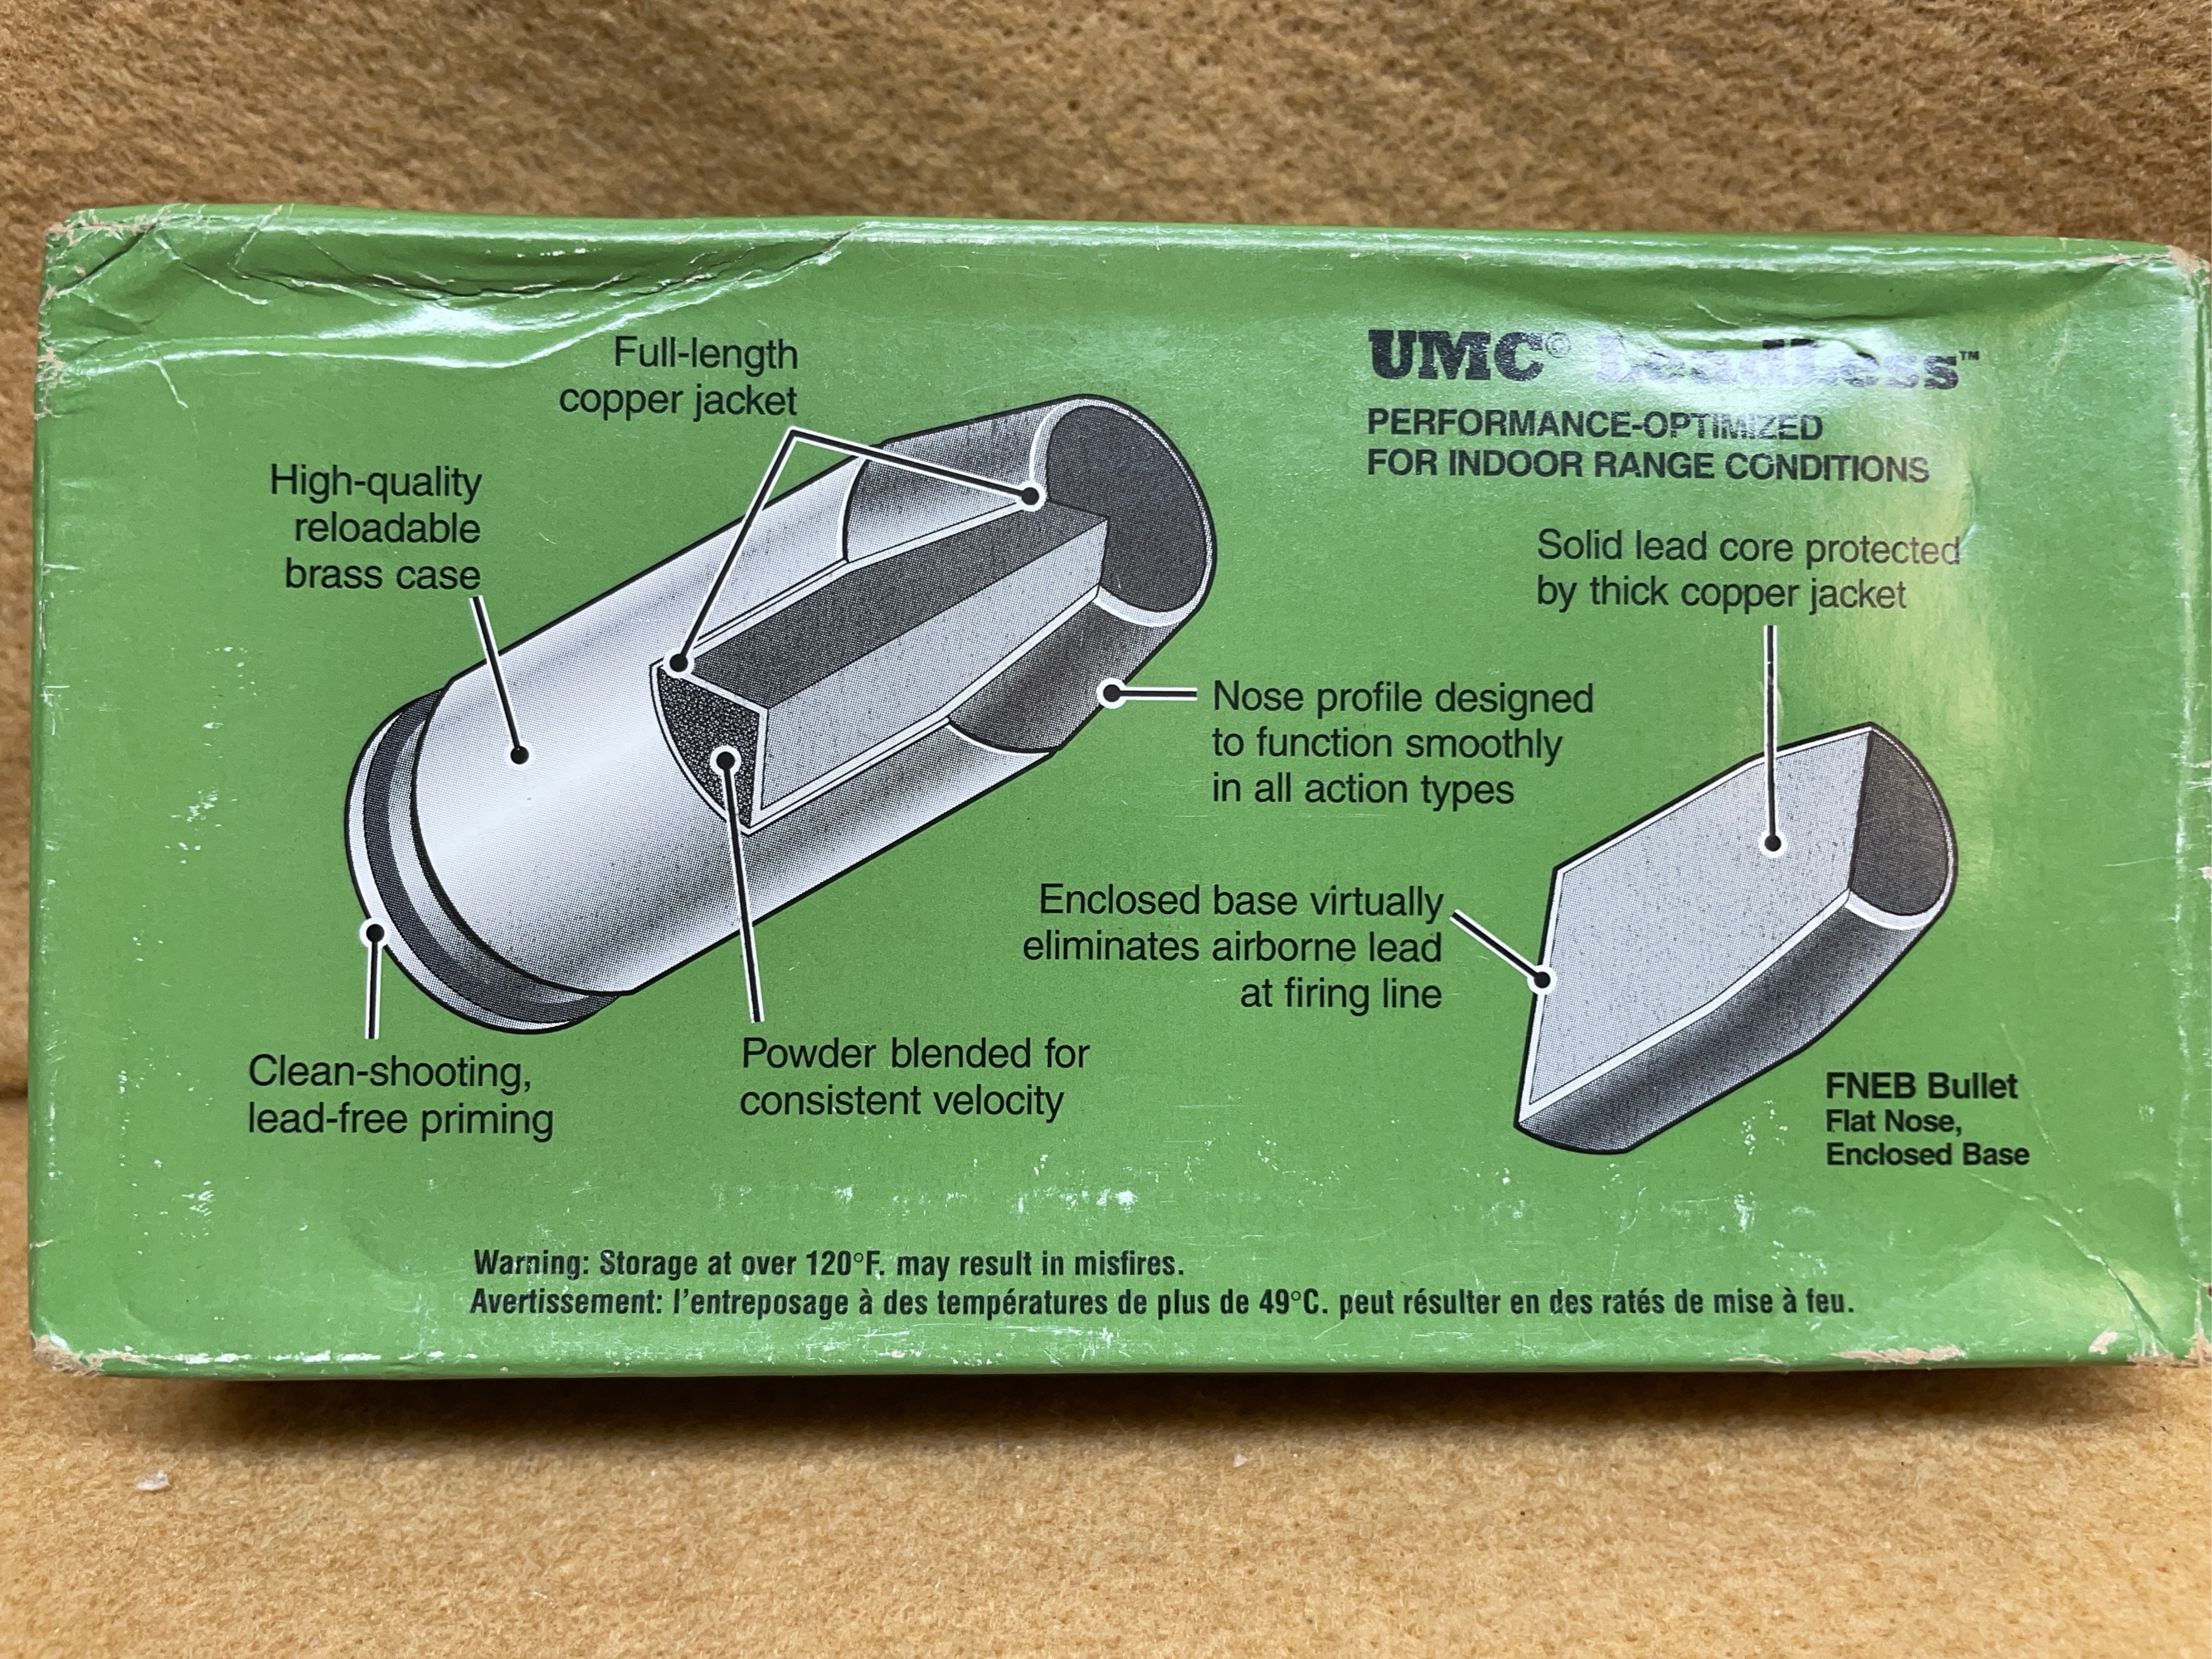 UMC© LeadLess™
PERFORMANCE-OPTIMIZED
FOR INDOOR RANGE CONDITIONS
Full-length
copper jacket
High-quality
reloadable
brass case
Solid lead core protected
by thick copper jacket
Nose profile designed
to function smoothly
in all action types
Enclosed base virtually
eliminates airborne lead
at firing line
Clean-shooting,
lead-free priming
Powder blended for
consistent velocity
FNEB Bullet
Flat Nose,
Enclosed Base
Warning: Storage at over 120°F. may result in misfires.
Avertissement: l'entreposage à des températures de plus de 49°C. peut résulter en des ratés de mise à feu.